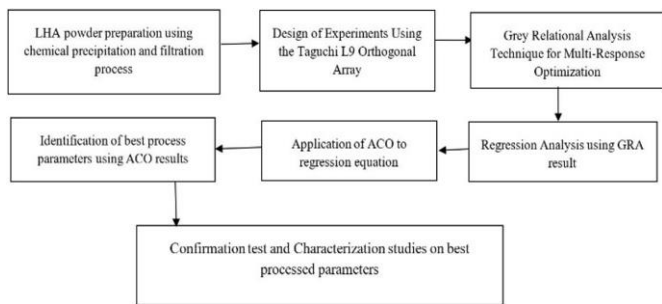 LHA powder preparation using
chemical precipitation and filtration
process
Design of Experiments Using
the Taguchi L9 Orthogonal
Array
Grey Relational Analysis
Technique for Multi-Response
Optimization
Identification of best process
parameters using ACO results
Application of ACO to
regression equation
Regression Analysis using GRA
result
Confirmation test and Characterization studies on best
processed parameters